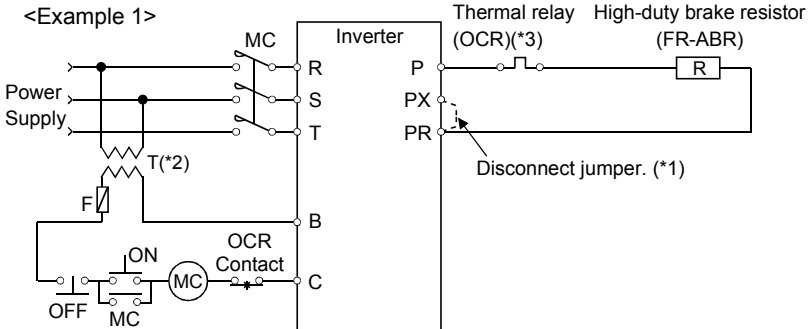 <Example 1>
Thermal relay
(OCR)(*3)
High-duty brake resistor
(FR-ABR)
MC
Inverter
R
P
R
Power
Supply
S
PX
T
PR
T(*2)
Disconnect jumper. (*1)
F
B
OCR
Contact
ON
MC
C
OFF
MC